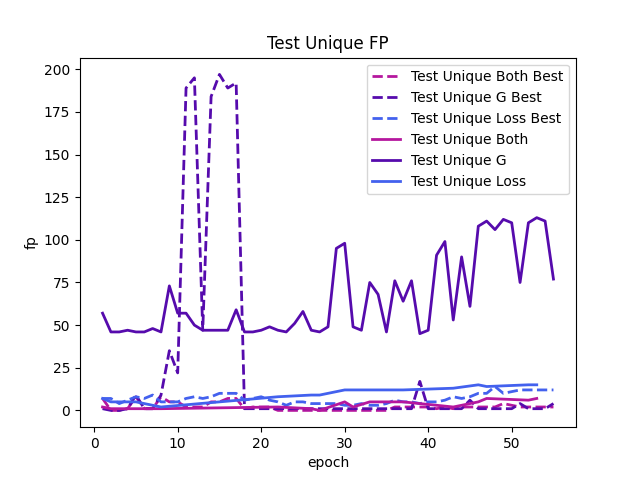 Test Unique FP
200
175
150
125
100
75
50
25
0
fp
Test Unique Both Best
Test Unique G Best
Test Unique Loss Best
Test Unique Both
Test Unique G
Test Unique Loss
0 10 20 30 40 50
epoch